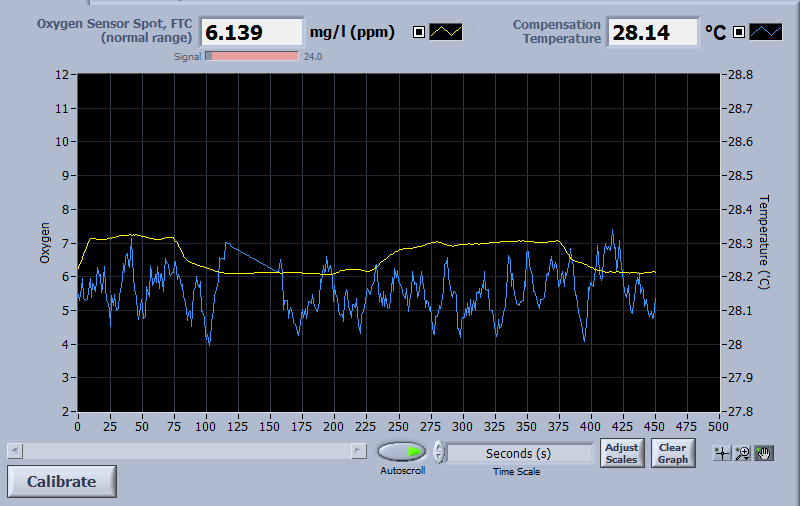 Oxygen Sensor Spot, FTC
(normal range)
6.139
mg/l (ppm)
Signal
24.0
Compensation
Temperature
28.14
°C
12
11
10
9
8
7
6
5
4
3
2
Oxygen
28.8
28.7
28.6
28.5
28.4
28.3
28.2
28.1
28
27.9
27.8
Temperature (°C)
0 25 50 75 100 125 150 175 200 225 250 275 300 325 350 375 400 425 450 475 500
Autoscroll
Seconds (s)
Time Scale
Adjust
Scales
Clear
Graph
Calibrate